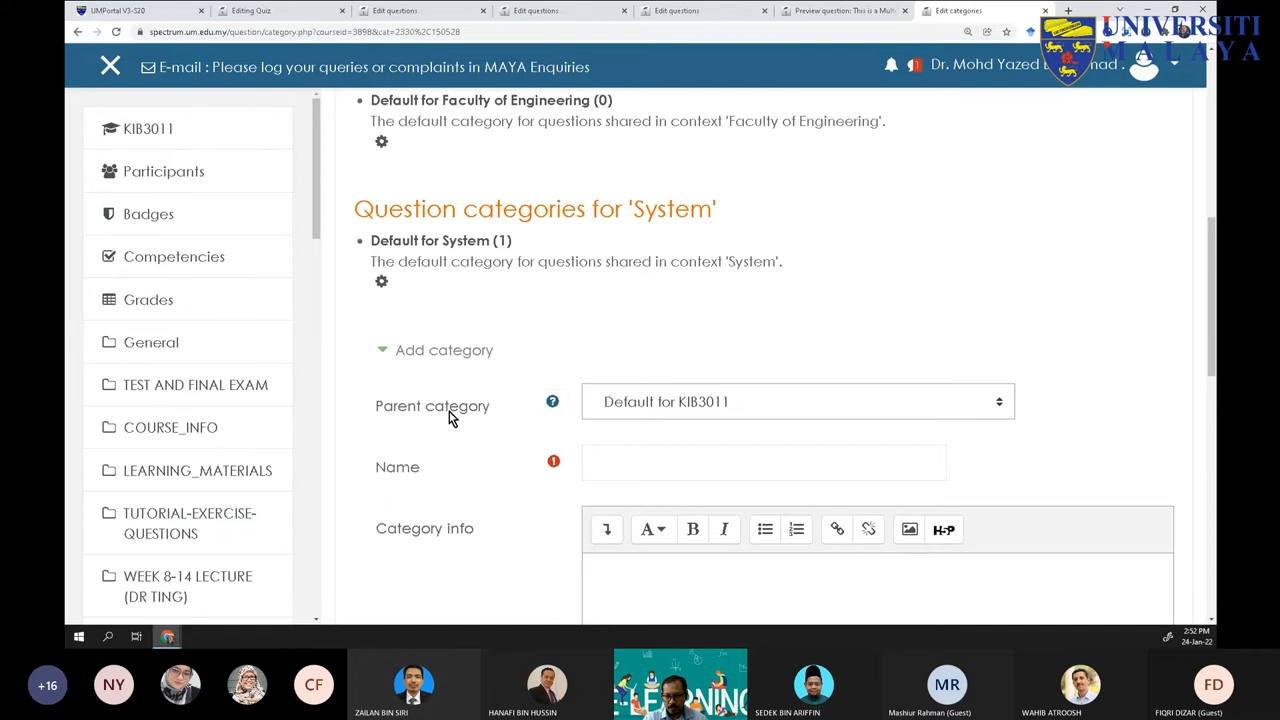 UMPortal V3-S20
Editing Quiz
Edit questions
Edit questions
Edit questions
Preview question: This is a Mult
Edit categories
spectrum.um.edu.my/question/category.php?courseid=3898&cat=2330%2C150528
UNIVERSITI
MALAYA
E-mail : Please log your queries or complaints in MAYA Enquiries
1
Dr. Mohd Yazed
KIB3011
Participants
Badges
Competencies
Grades
General
TEST AND FINAL EXAM
COURSE_INFO
LEARNING_MATERIALS
TUTORIAL-EXERCISE-
QUESTIONS
WEEK 8-14 LECTURE
(DR TING)
Default for Faculty of Engineering (0)
The default category for questions shared in context 'Faculty of Engineering'.
Question categories for 'System'
Default for System (1)
The default category for questions shared in context 'System'.
Add category
Parent category
Default for KIB3011
Name
Category info
A
B
I
H-P
2:52 PM
24-Jan-22
+16
NY
CF
E-LEARNING
MR
FD
ZAILAN BIN SIRI
HANAFI BIN HUSSIN
SEDEK BIN ARIFFIN
Mashiur Rahman (Guest)
WAHIB ATROOSH
FIQRI DIZAR (Guest)